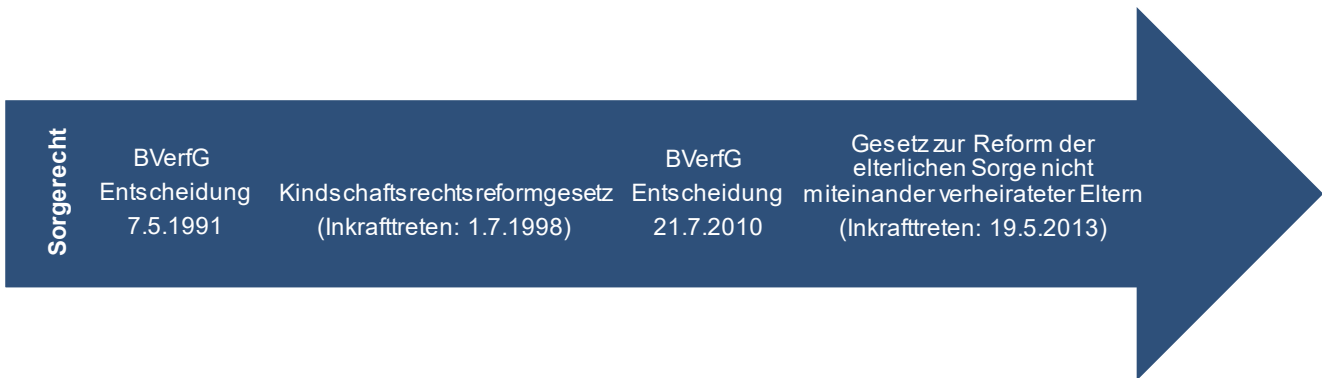 Sorgerecht
BVerfG
Entscheidung
7.5.1991
Kindschaftsrechtsreformgesetz
(Inkrafttreten: 1.7.1998)
BVerfG
Entscheidung
21.7.2010
Gesetz zur Reform der
elterlichen Sorge nicht
miteinander verheirateter Eltern
(Inkrafttreten: 19.5.2013)